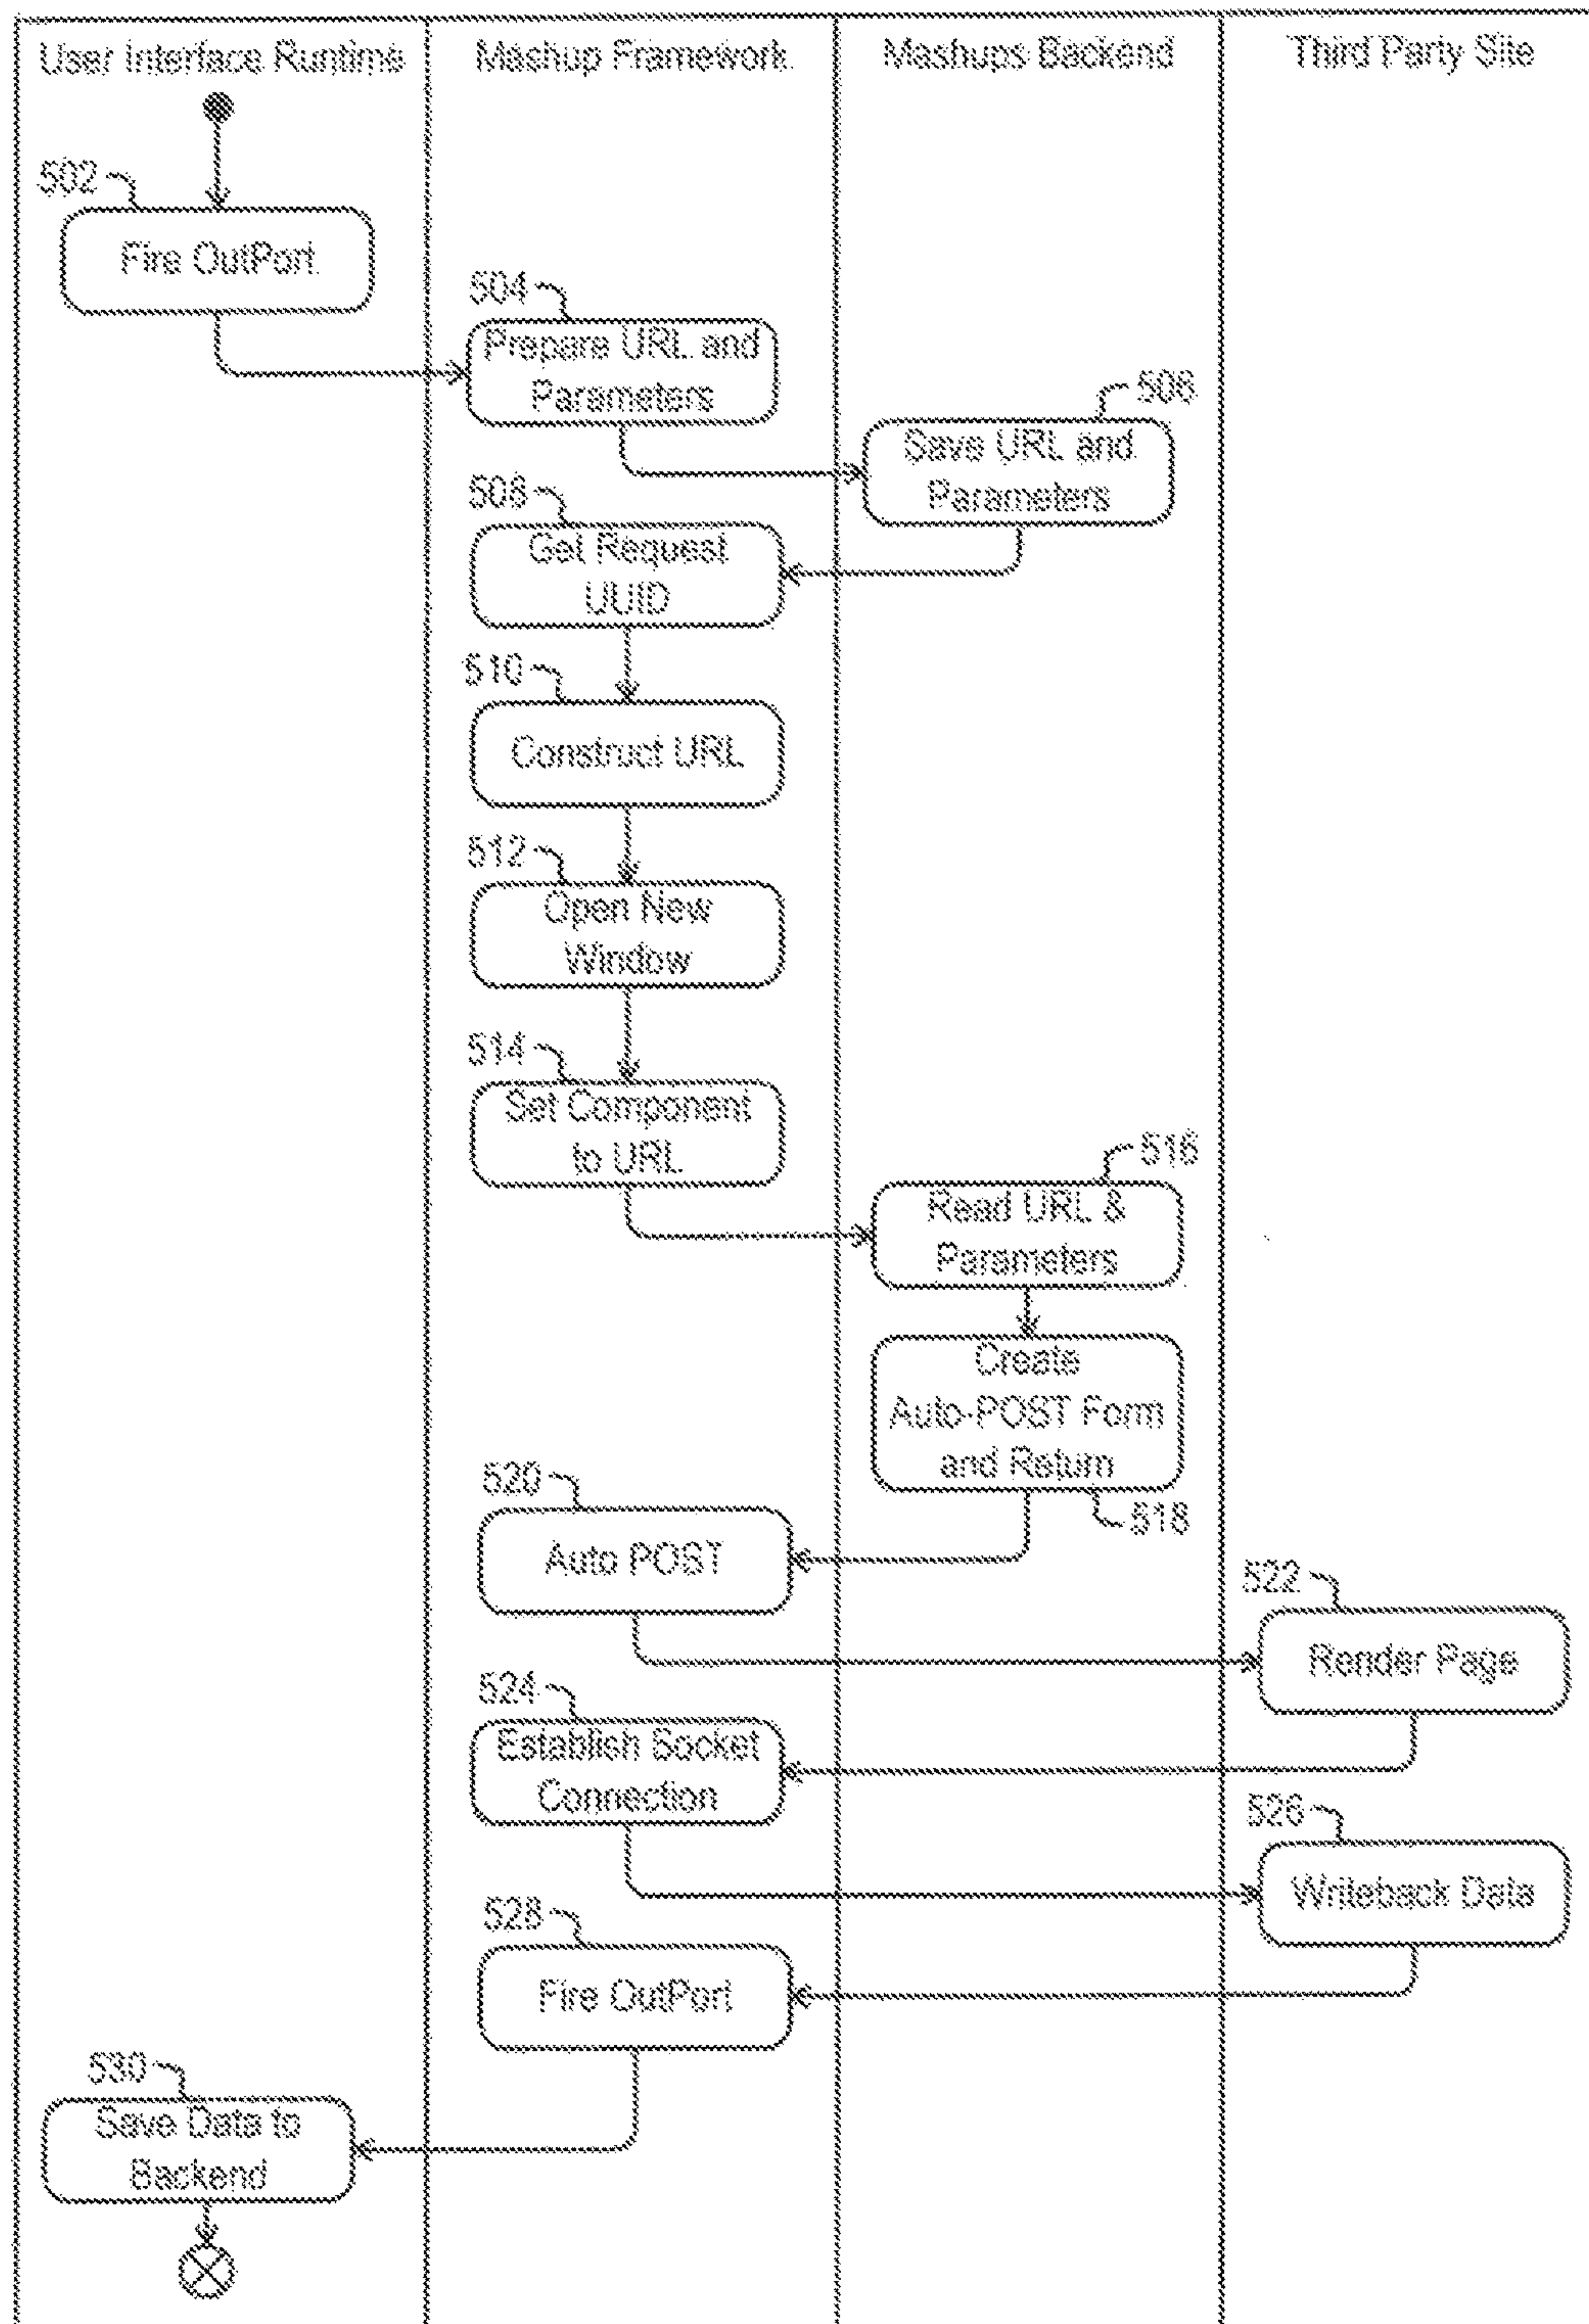 User Interface Runtime
Mashup Framework
Mashups Backend
Third Party Site
502
Fire OutPort
504
Prepare URL and
Parameters
506
Save URL and
Parameters
508
Get Request
UUID
510
Construct URL
512
Open New
Window
514
Set Component
to URL
516
Read URL &
Parameters
Create
Auto-POST Form
and Return
518
520
Auto POST
522
Render Page
524
Establish Socket
Connection
526
Writeback Data
528
Fire OutPort
530
Save Data to
Backend